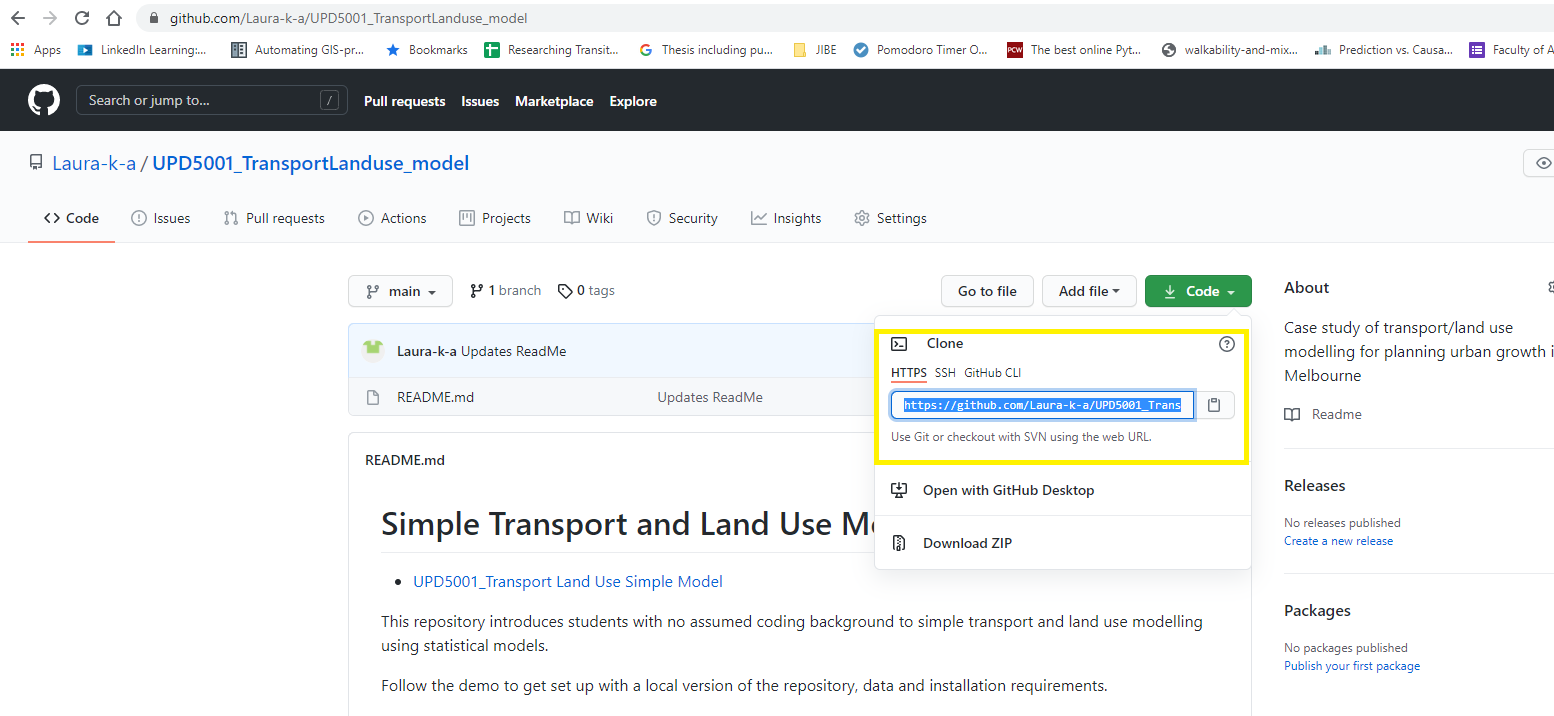 github.com/Laura-k-a/UPD5001_TransportLanduse_model
Apps LinkedIn Learning:... Automating GIS-pr... Bookmarks Researching Transit... Thesis including pu... JIBE Pomodoro Timer O... PCW The best online Pyt... walkability-and-mix... Prediction vs. Causa... Faculty of A
Search or jump to... / Pull requests Issues Marketplace Explore
Laura-k-a / UPD5001_TransportLanduse_model
Code Issues Pull requests Actions Projects Wiki Security Insights Settings
main 1 branch 0 tags Go to file Add file Code
About
Case study of transport/land use
modelling for planning urban growth i
Melbourne
Readme
Releases
No releases published
Create a new release
Packages
No packages published
Publish your first package
Clone
HTTPS SSH GitHub CLI
https://github.com/Laura-k-a/UPD5001_Trans
Use Git or checkout with SVN using the web URL.
Open with GitHub Desktop
Download ZIP
Laura-k-a Updates ReadMe
README.md Updates ReadMe
README.md
Simple Transport and Land Use M
UPD5001_Transport Land Use Simple Model
This repository introduces students with no assumed coding background to simple transport and land use modelling
using statistical models.
Follow the demo to get set up with a local version of the repository, data and installation requirements.